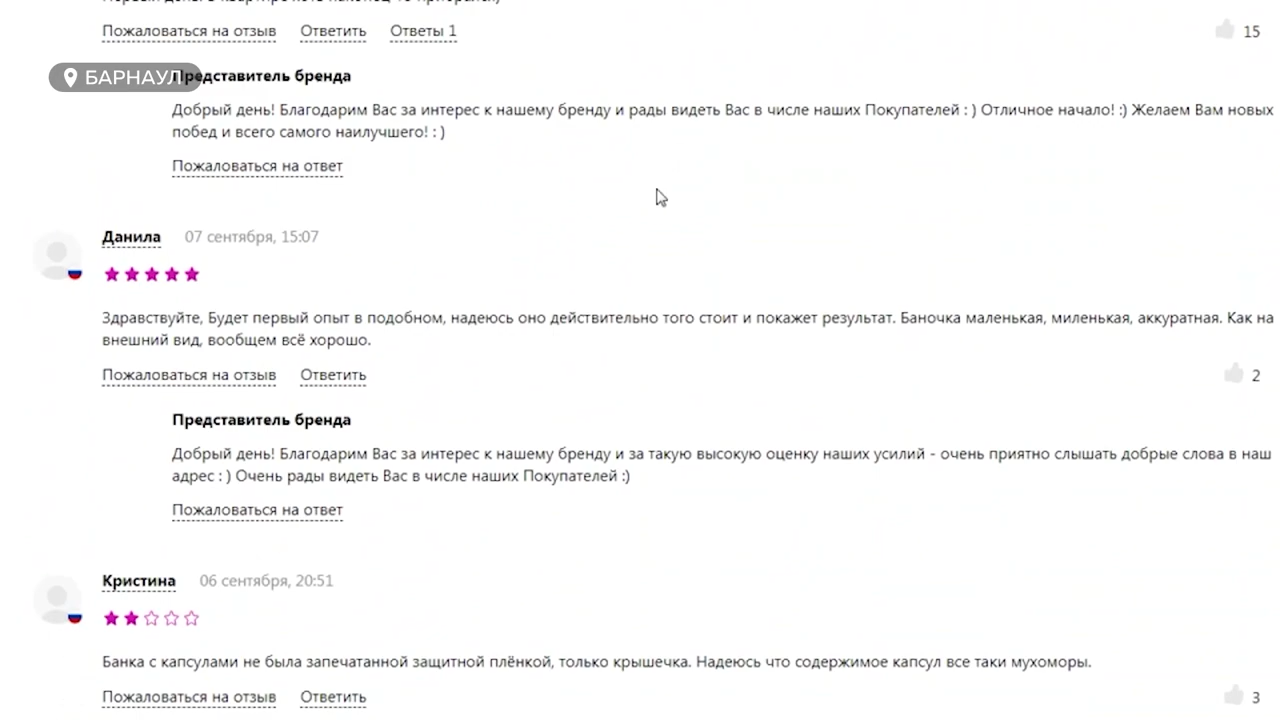 Пожаловаться на отзыв Ответить Ответы 1 15
БАРНАУЛ
Представитель бренда
Добрый день! Благодарим Вас за интерес к нашему бренду и рады видеть Вас в числе наших Покупателей : ) Отличное начало! :) Желаем Вам новых
побед и всего самого наилучшего! : )
Пожаловаться на ответ
Данила 07 сентября, 15:07
Здравствуйте, Будет первый опыт в подобном, надеюсь оно действительно того стоит и покажет результат. Баночка маленькая, миленькая, аккуратная. Как на
внешний вид, вообщем всё хорошо.
Пожаловаться на отзыв Ответить 2
Представитель бренда
Добрый день! Благодарим Вас за интерес к нашему бренду и за такую высокую оценку наших усилий - очень приятно слышать добрые слова в наш
адрес : ) Очень рады видеть Вас в числе наших Покупателей :)
Пожаловаться на ответ
Кристина 06 сентября, 20:51
Банка с капсулами не была запечатанной защитной плёнкой, только крышечка. Надеюсь что содержимое капсул все таки мухоморы.
Пожаловаться на отзыв Ответить 3